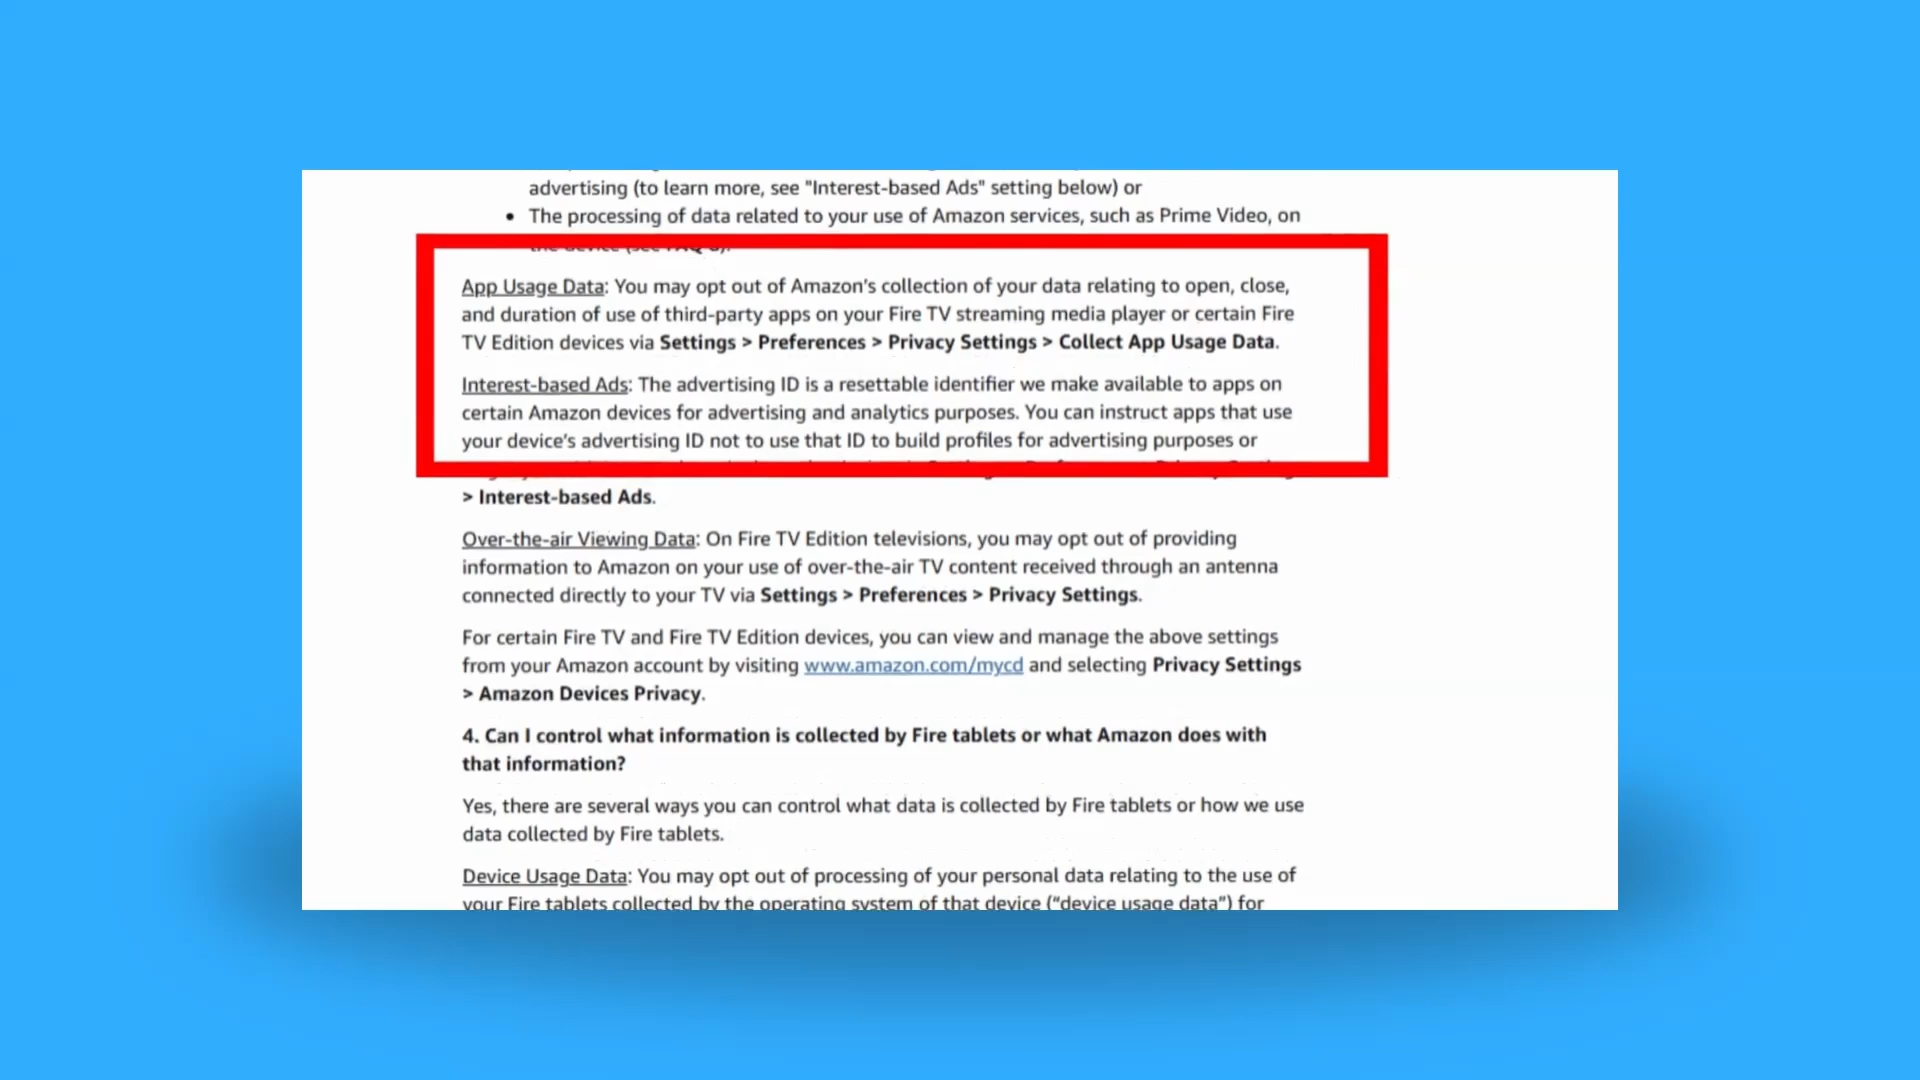 advertising (to learn more, see "Interest-based Ads" setting below) or
• The processing of data related to your use of Amazon services, such as Prime Video, on
App Usage Data: You may opt out of Amazon's collection of your data relating to open, close,
and duration of use of third-party apps on your Fire TV streaming media player or certain Fire
TV Edition devices via Settings > Preferences > Privacy Settings > Collect App Usage Data.
Interest-based Ads: The advertising ID is a resettable identifier we make available to apps on
certain Amazon devices for advertising and analytics purposes. You can instruct apps that use
your device's advertising ID not to use that ID to build profiles for advertising purposes or
> Interest-based Ads.
Over-the-air Viewing Data: On Fire TV Edition televisions, you may opt out of providing
information to Amazon on your use of over-the-air TV content received through an antenna
connected directly to your TV via Settings > Preferences > Privacy Settings.
For certain Fire TV and Fire TV Edition devices, you can view and manage the above settings
from your Amazon account by visiting www.amazon.com/mycd and selecting Privacy Settings
> Amazon Devices Privacy.
4. Can I control what information is collected by Fire tablets or what Amazon does with
that information?
Yes, there are several ways you can control what data is collected by Fire tablets or how we use
data collected by Fire tablets.
Device Usage Data: You may opt out of processing of your personal data relating to the use of
your Fire tablets collected by the operating system of that device ("device usage data") for